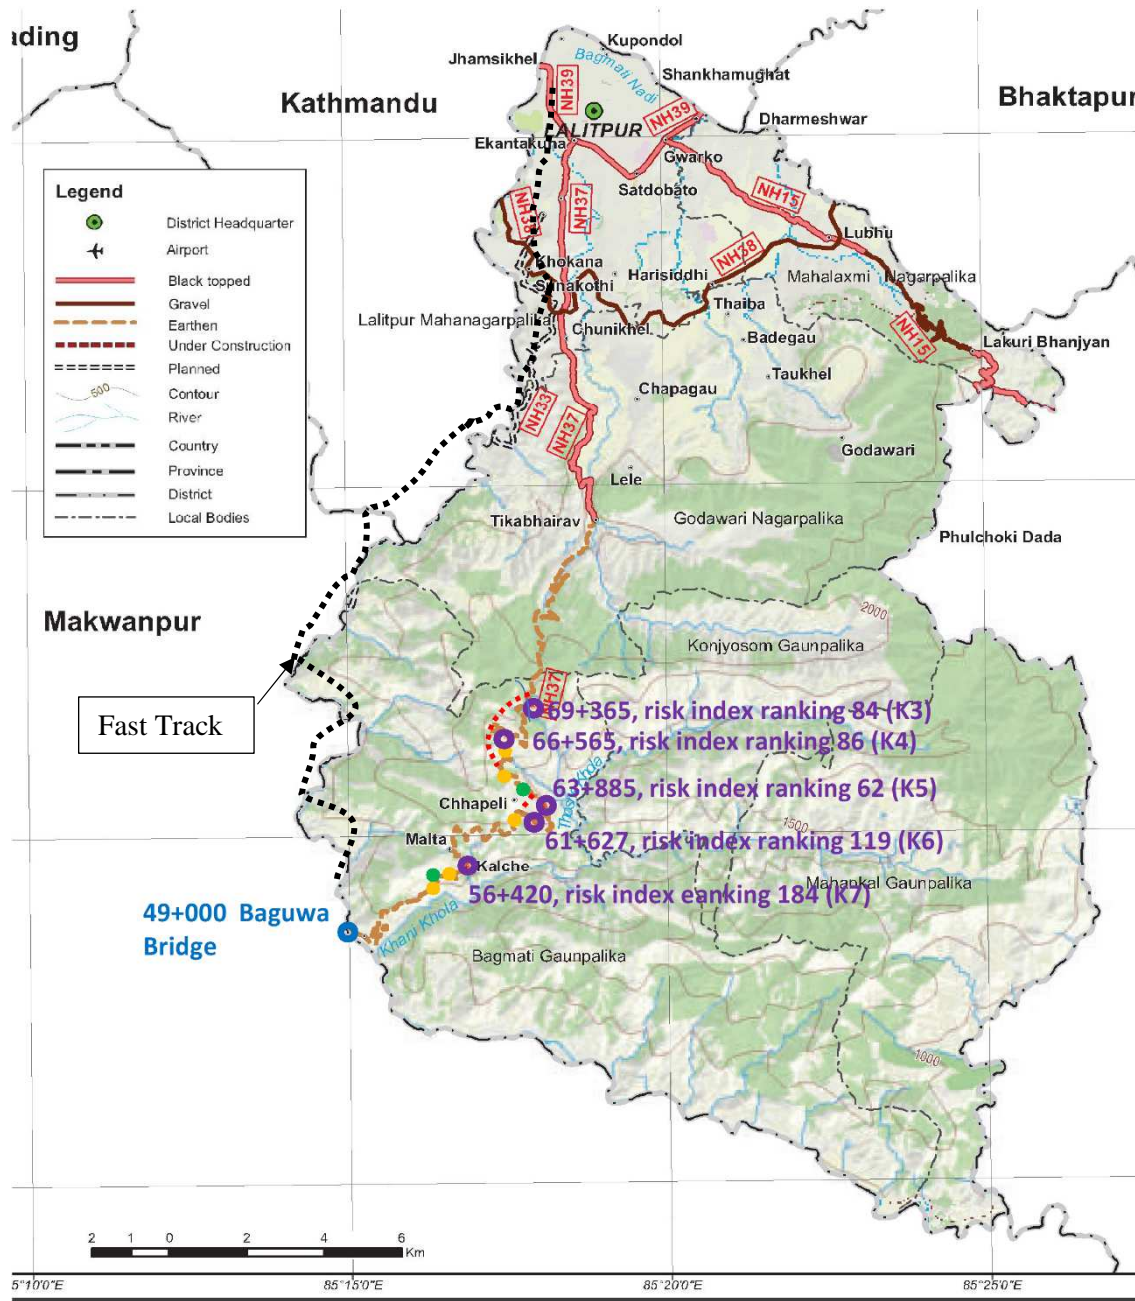 ading
Kupondol
Jhamsikhel
Bagmati Nadi
Shankhamughat
Kathmandu
NH39
NH39
Bhaktapur
Dharmeshwar
ALITPUR
Ekantakuna
Gwarko
Satdobato
Legend
District Headquarter
Airport
Black topped
Gravel
Earthen
Under Construction
Planned
500
Contour
River
Country
Province
District
Local Bodies
NH38
NH37
NH15
Lubhu
NH38
Khokana
Harisiddhi
Mahalaxmi Nagarpalika
Sunakothi
Thaiba
Lalitpur Mahanagarpalika
Chunikhel
Badegau
NH15
Lakuri Bhanjyan
Taukhel
Chapagau
NH33
NH37
Godawari
Lele
Tikabhairav
Godawari Nagarpalika
Phulchoki Dada
2000
Makwanpur
Konjyosom Gaunpalika
NH37
Fast Track
69+365, risk index ranking 84 (K3)
66+565, risk index ranking 86 (K4)
63+885, risk index ranking 62 (K5)
Chhapeli
1500
Malta
61+627, risk index ranking 119 (K6)
Kalche
Mahankal Gaunpalika
56+420, risk index eanking 184 (K7)
49+000 Baguwa
Bridge
Khani Khola
Bagmati Gaunpalika
1000
2 1 0 2 4 6
Km
5°10'0"E 85°15'0"E 85°20'0"E 85°25'0"E